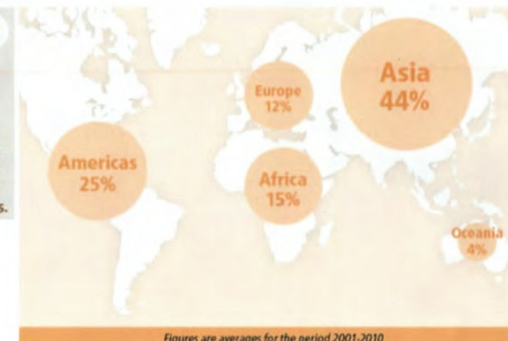 Asia
44%
Europe
12%
Americas
25%
Africa
15%
Oceania
4%
s.
Figures are averages for the period 2001-2010